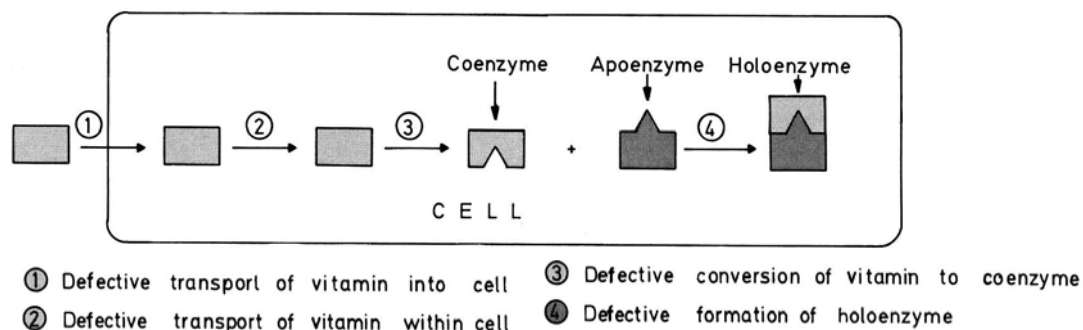 Coenzyme Apoenzyme Holoenzyme
① ② ③ + ④
CELL
① Defective transport of vitamin into cell
② Defective transport of vitamin within cell
③ Defective conversion of vitamin to coenzyme
④ Defective formation of holoenzyme